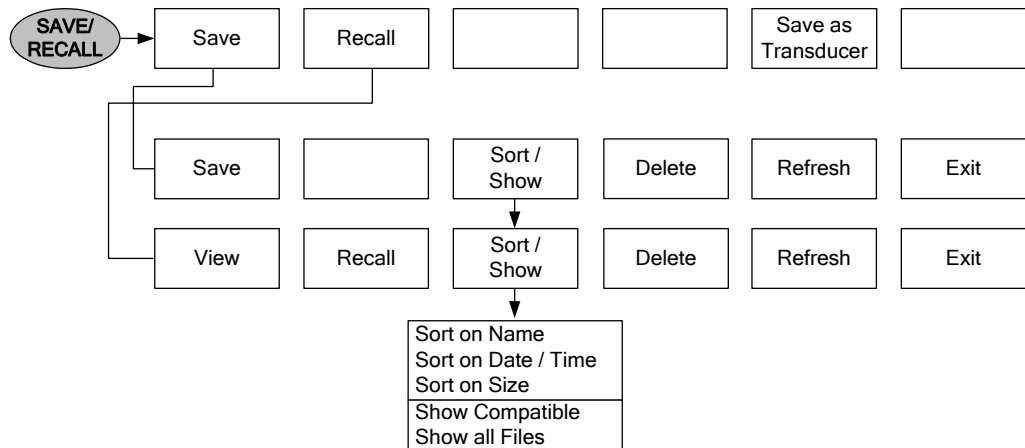 SAVE/
RECALL
Save
Recall
Save as
Transducer
Save
Sort /
Show
Delete
Refresh
Exit
View
Recall
Sort /
Show
Delete
Refresh
Exit
Sort on Name
Sort on Date / Time
Sort on Size
Show Compatible
Show all Files